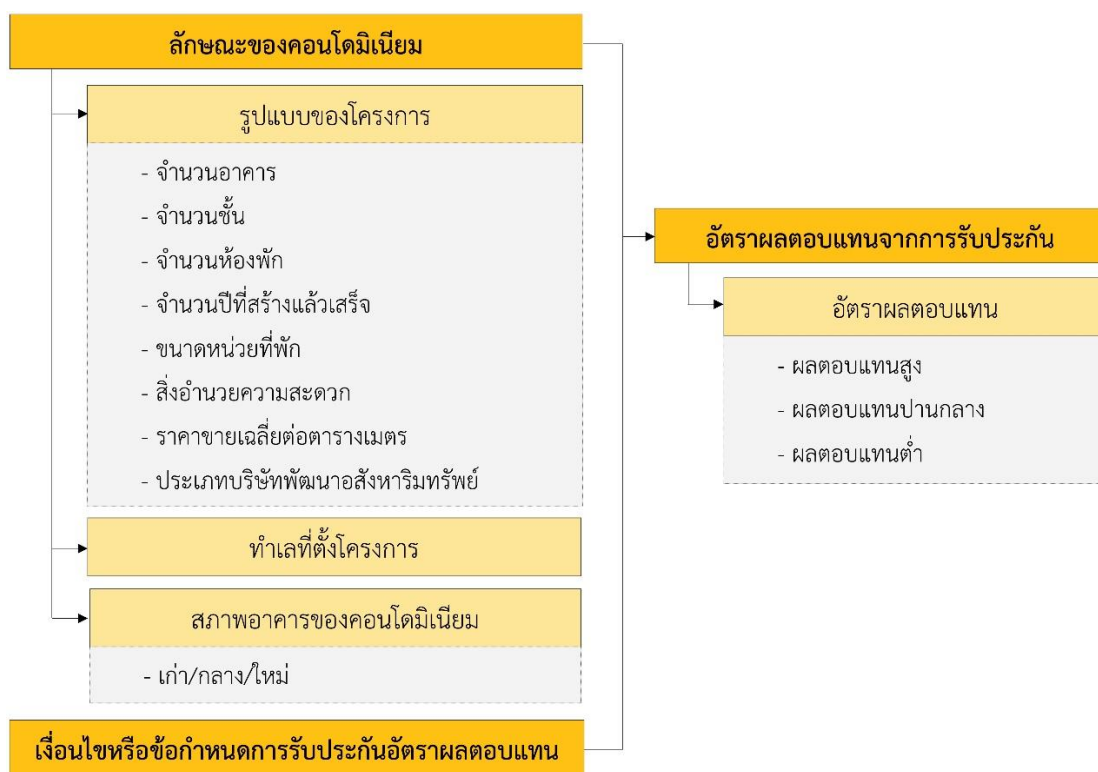 ลักษณะของคอนโดมิเนียม
รูปแบบของโครงการ
- จำนวนอาคาร
- จำนวนชั้น
- จำนวนห้องพัก
- จำนวนปีที่สร้างแล้วเสร็จ
- ขนาดหน่วยที่พัก
- สิ่งอำนวยความสะดวก
- ราคาขายเฉลี่ยต่อตารางเมตร
- ประเภทบริษัทพัฒนาอสังหาริมทรัพย์
ทำเลที่ตั้งโครงการ
สภาพอาคารของคอนโดมิเนียม
- เก่า/กลาง/ใหม่
เงื่อนไขหรือข้อกำหนดการรับประกันอัตราผลตอบแทน
อัตราผลตอบแทนจากการรับประกัน
อัตราผลตอบแทน
- ผลตอบแทนสูง
- ผลตอบแทนปานกลาง
- ผลตอบแทนต่ำ